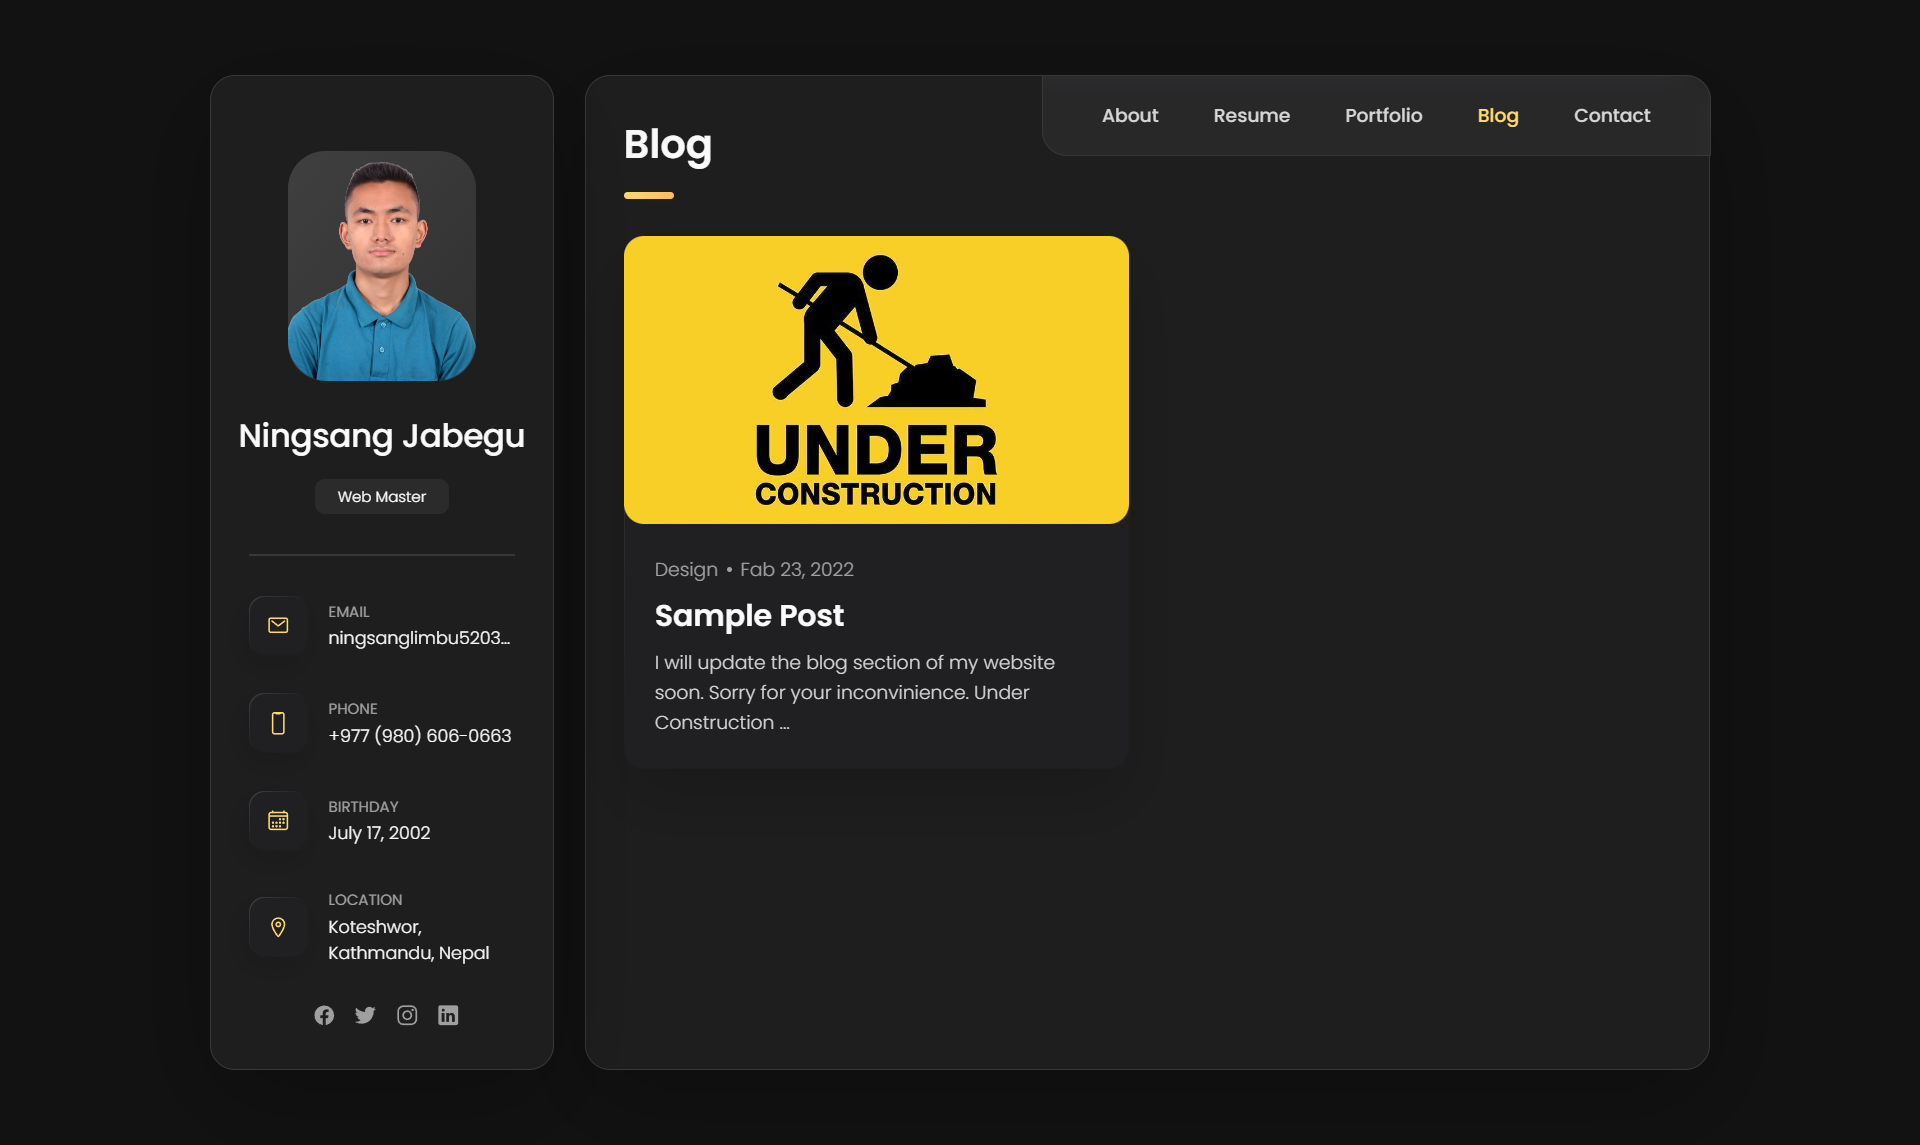 Ningsang Jabegu
Web Master
EMAIL
ningsanglimbu5203...
PHONE
+977 (980) 606-0663
BIRTHDAY
July 17, 2002
LOCATION
Koteshwor,
Kathmandu, Nepal
About Resume Portfolio Blog Contact
Blog
UNDER
CONSTRUCTION
Design • Fab 23, 2022
Sample Post
I will update the blog section of my website
soon. Sorry for your inconvinience. Under
Construction ...